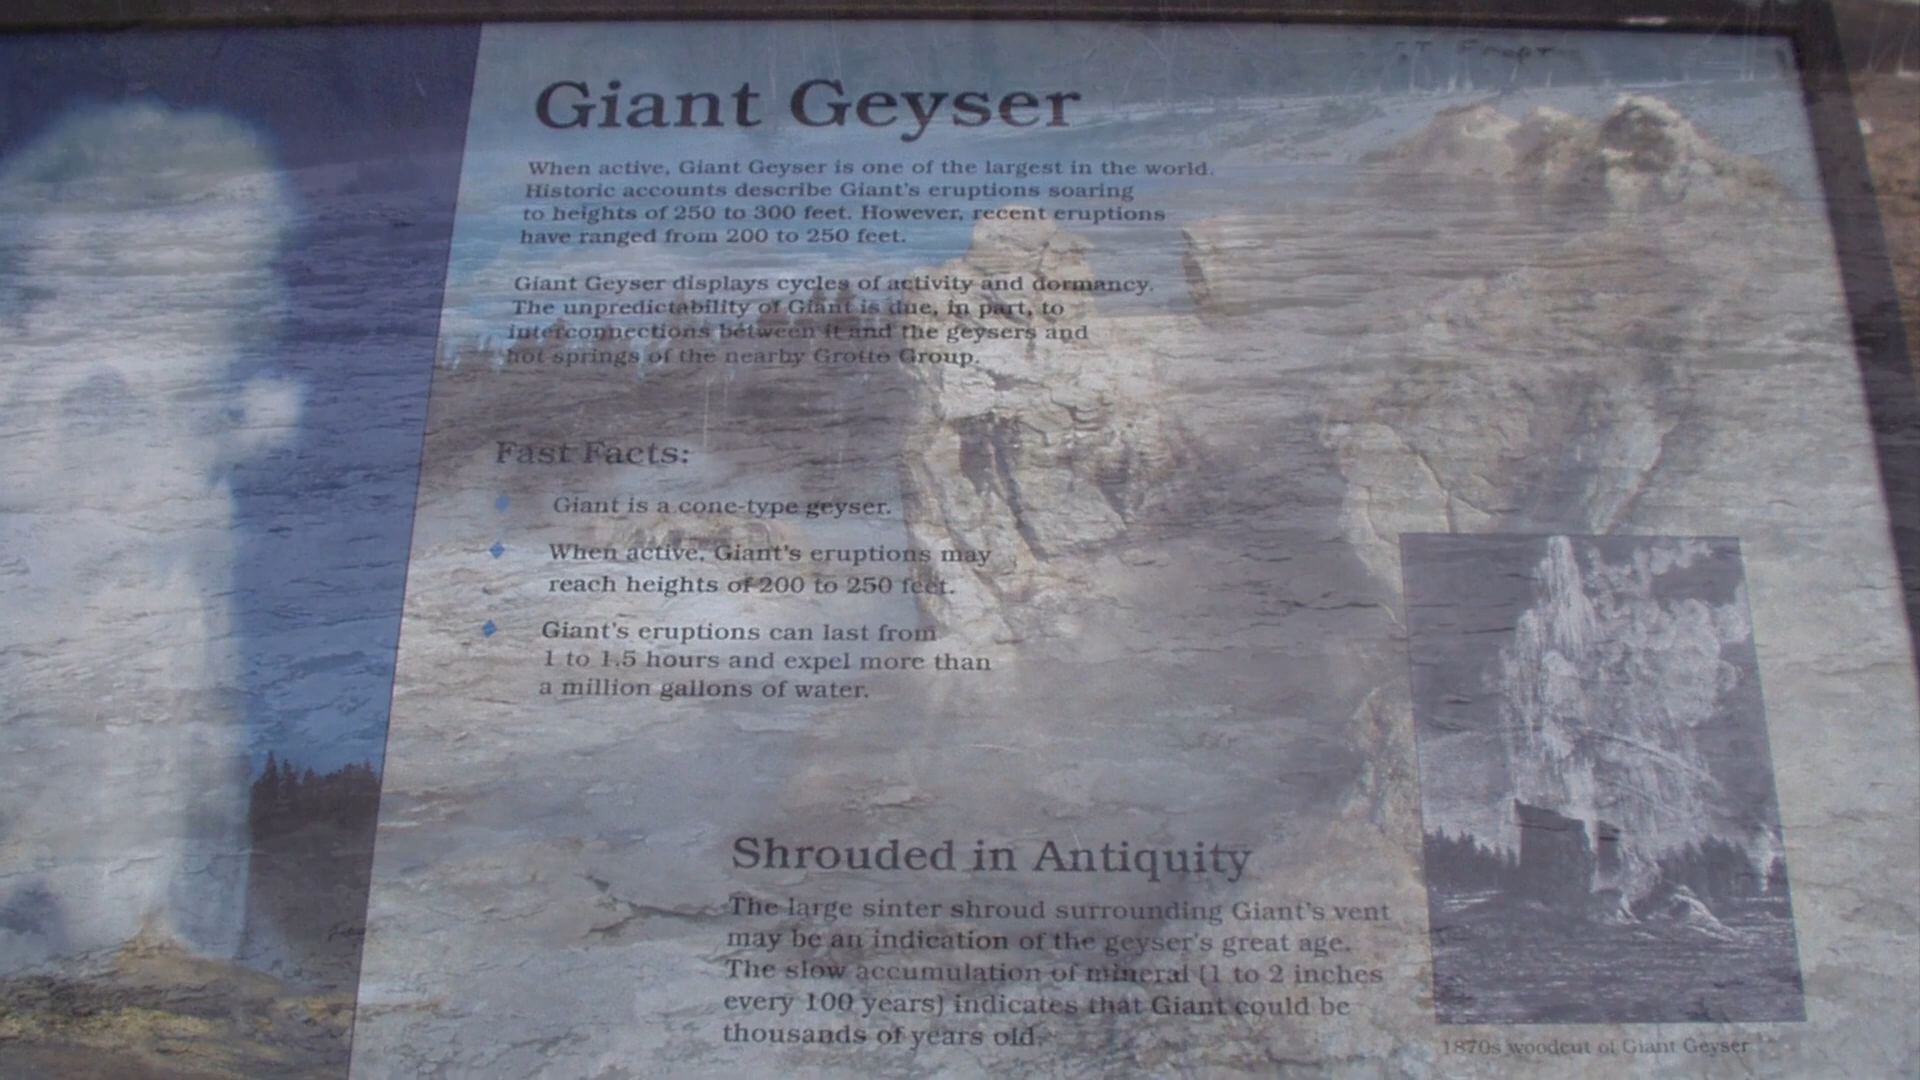 Giant Geyser
When active, Giant Geyser is one of the largest in the world.
Historic accounts describe Giant's eruptions soaring
to heights of 250 to 300 feet. However, recent eruptions
have ranged from 200 to 250 feet.
Giant Geyser displays cycles of activity and dormancy.
The unpredictability of Giant is due, in part, to
interconnections between it and the geysers and
hot springs of the nearby Grotto Group.
Fast Facts:
Giant is a cone-type geyser.
When active, Giant's eruptions may
reach heights of 200 to 250 feet.
Giant's eruptions can last from
1 to 1.5 hours and expel more than
a million gallons of water.
Shrouded in Antiquity
The large sinter shroud surrounding Giant's vent
may be an indication of the geyser's great age.
The slow accumulation of mineral (1 to 2 inches
every 100 years) indicates that Giant could be
thousands of years old.
1870s woodcut of Giant Geyser